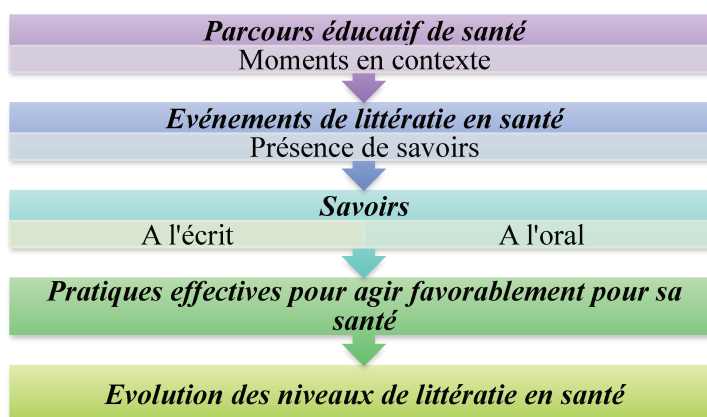 Parcours éducatif de santé
Moments en contexte
Evénements de littératie en santé
Présence de savoirs
Savoirs
A l'écrit
A l'oral
Pratiques effectives pour agir favorablement pour sa
santé
Evolution des niveaux de littératie en santé